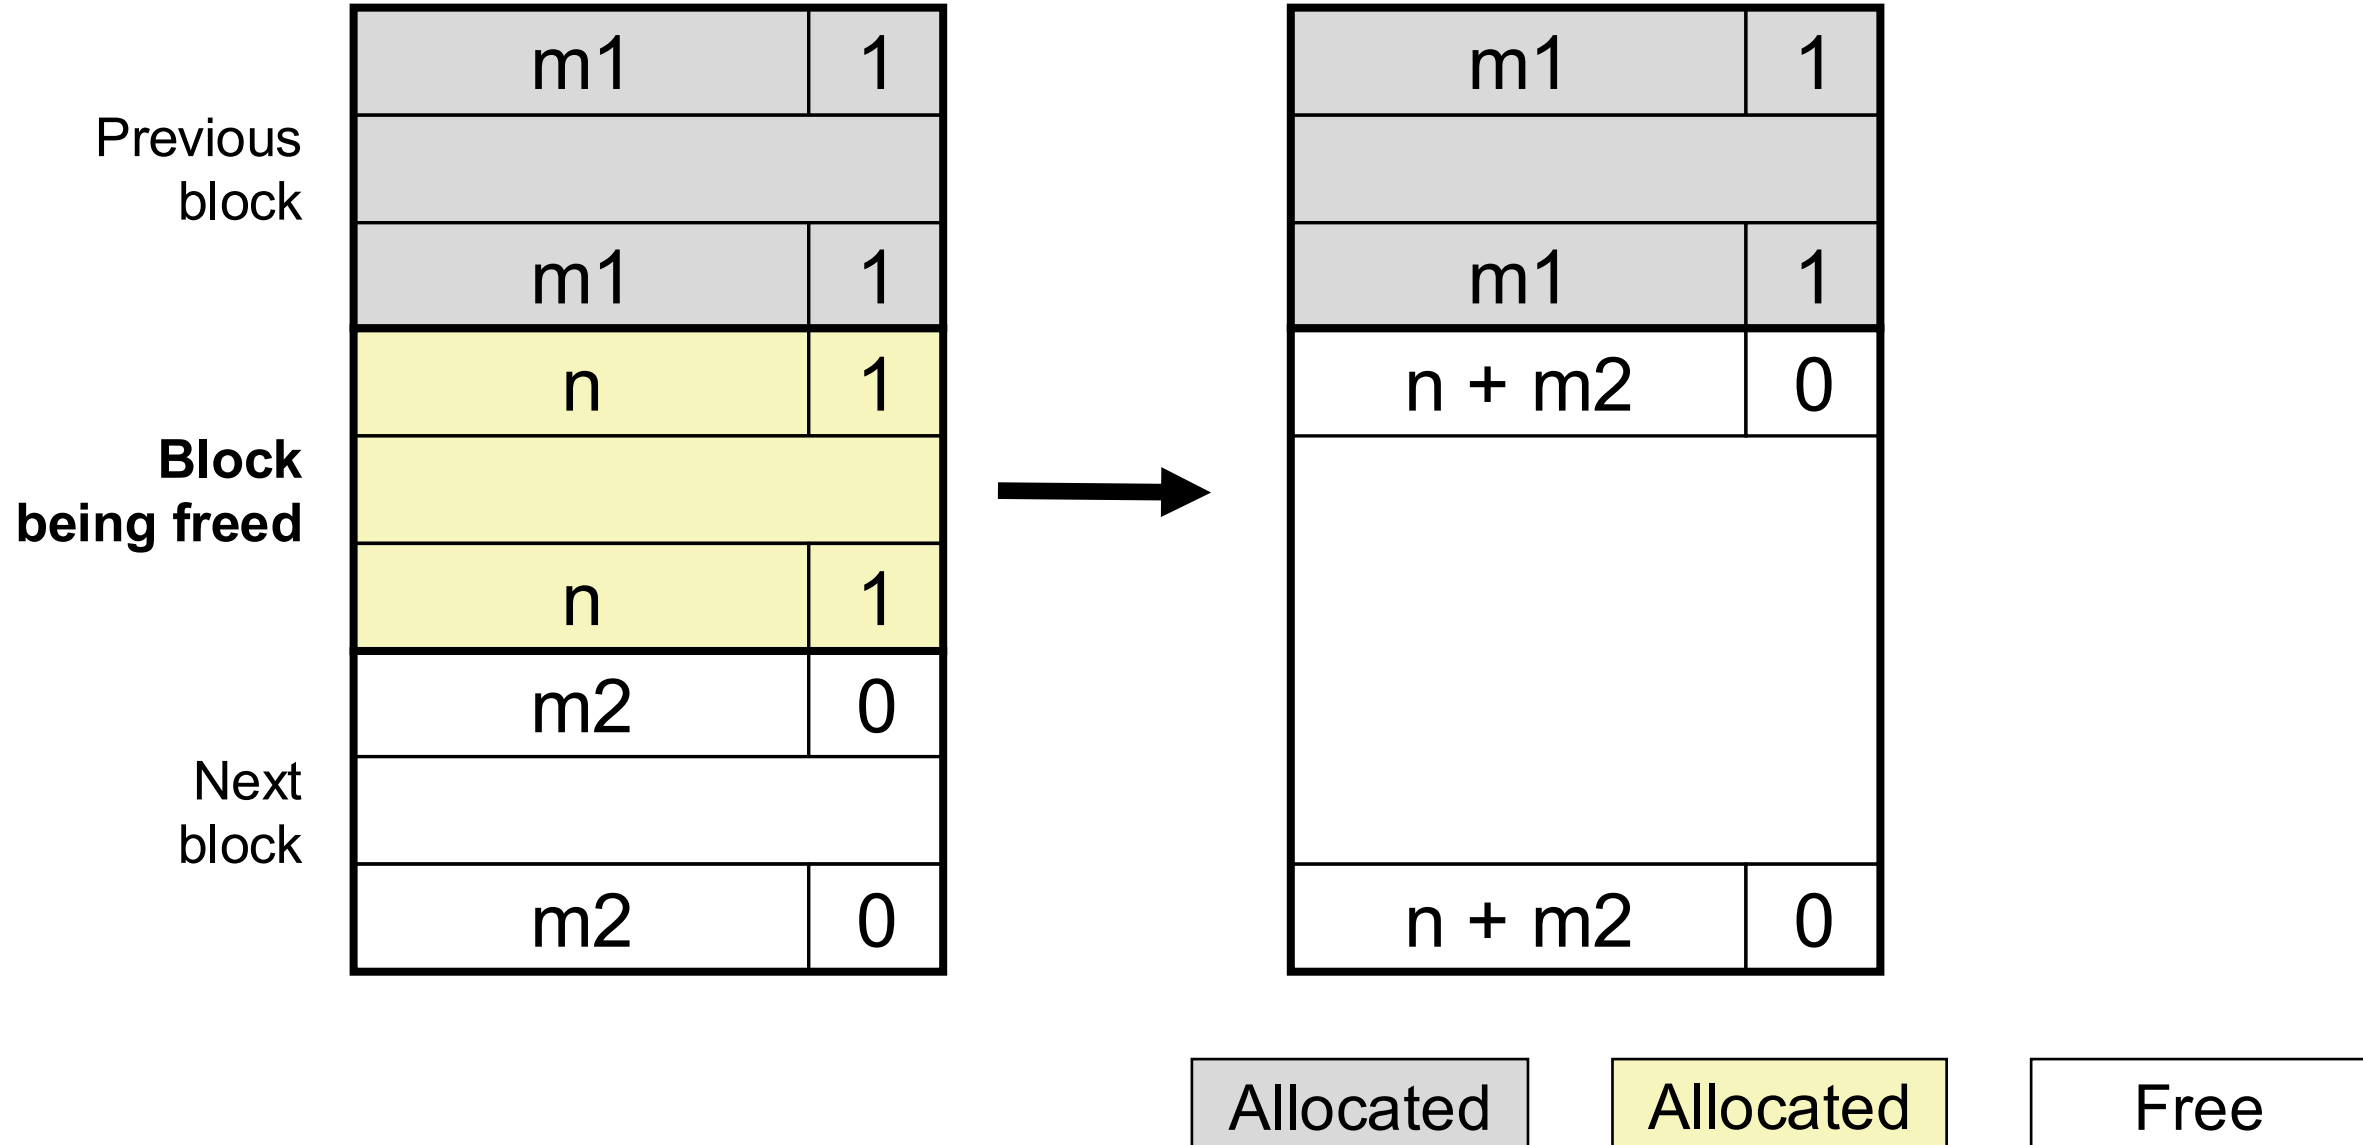 m1 1 m1 1
Previous
block
m1 1 m1 1
n 1 n + m2 0
Block
being freed
n 1
m2 0
Next
block
m2 0 n + m2 0
Allocated Allocated Free